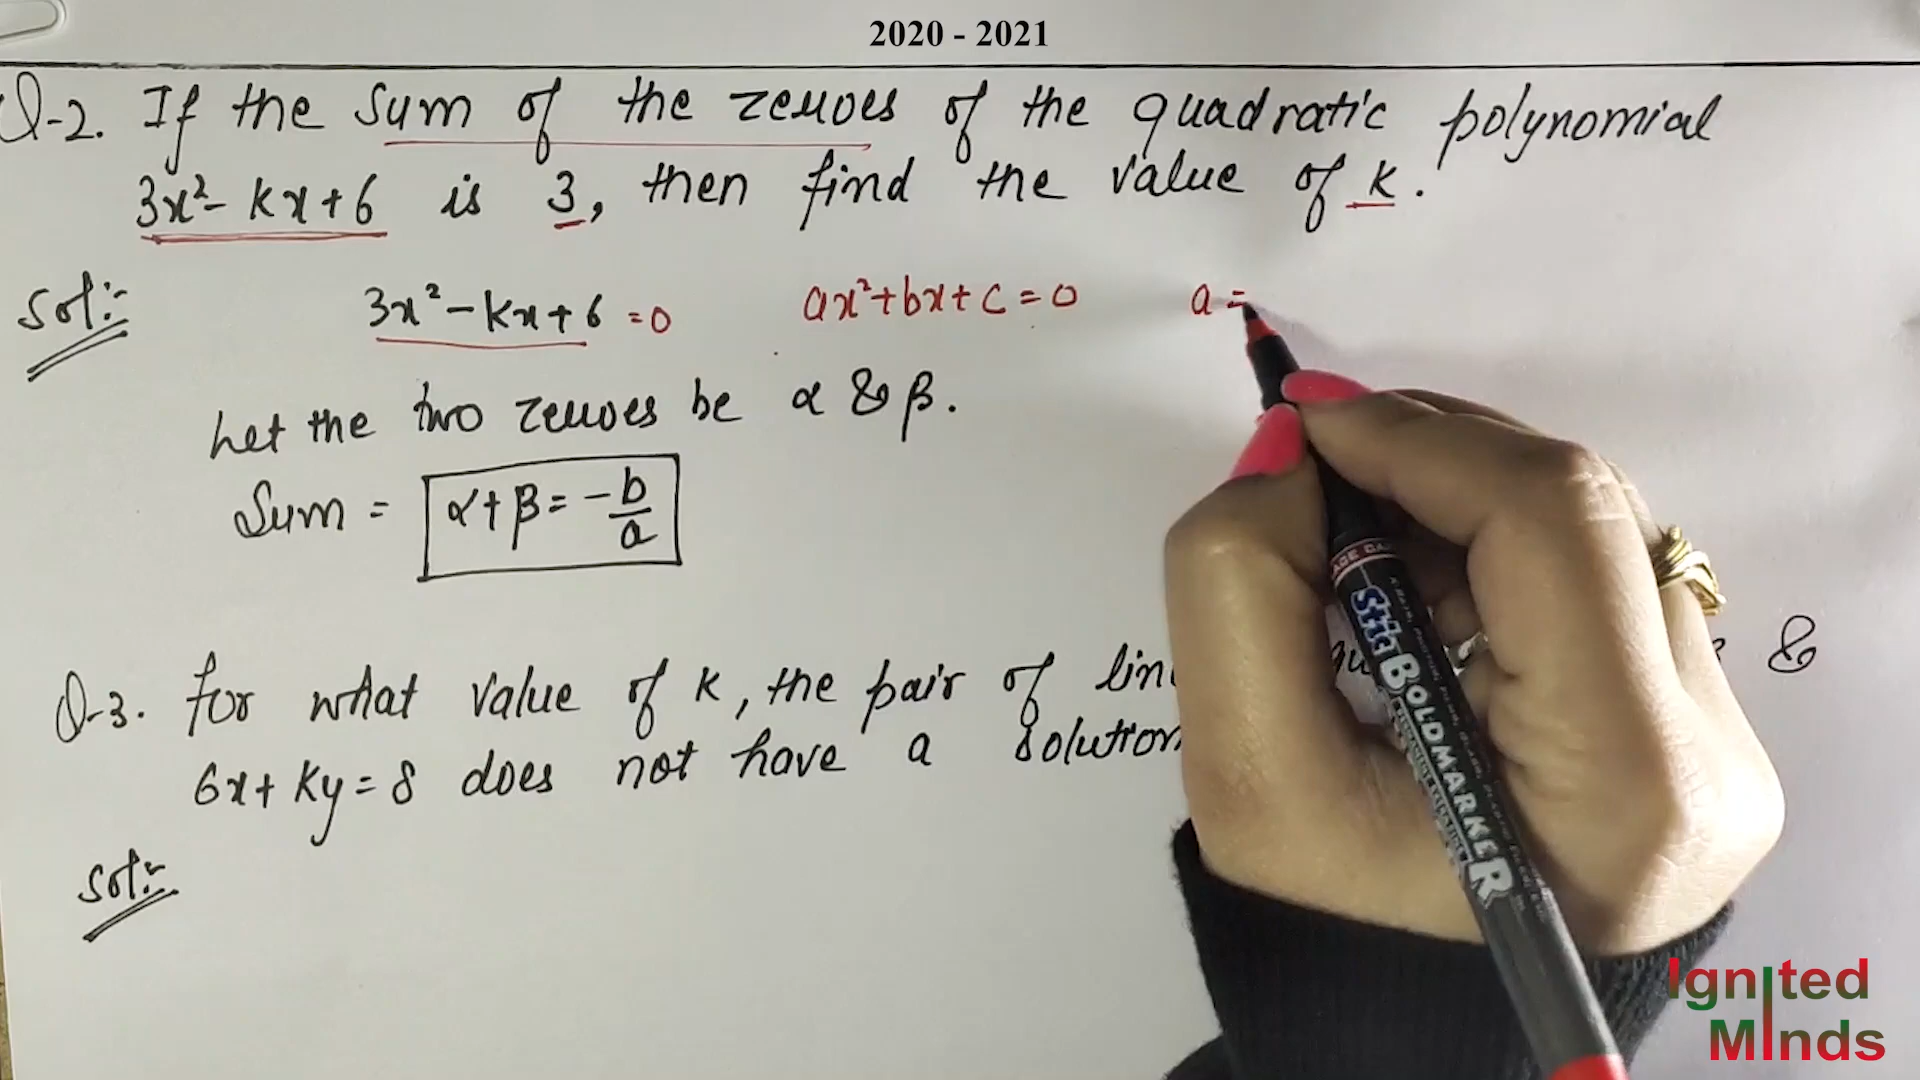 2020 - 2021
Q-2. If the sum of the zeroes of the quadratic polynomial
3x²- kx+6 is 3, then find the value of k.
Sol:- 3x² - kx + 6 = 0 ax²+bx+c=0 a =
Let the two zeroes be α & β.
Sum = α+β = -b/a
Q-3. For what value of k, the pair of &
6x+ky=8 does not have a solution
Sol:-
Stic BOLDMARKER
Ignited
Minds